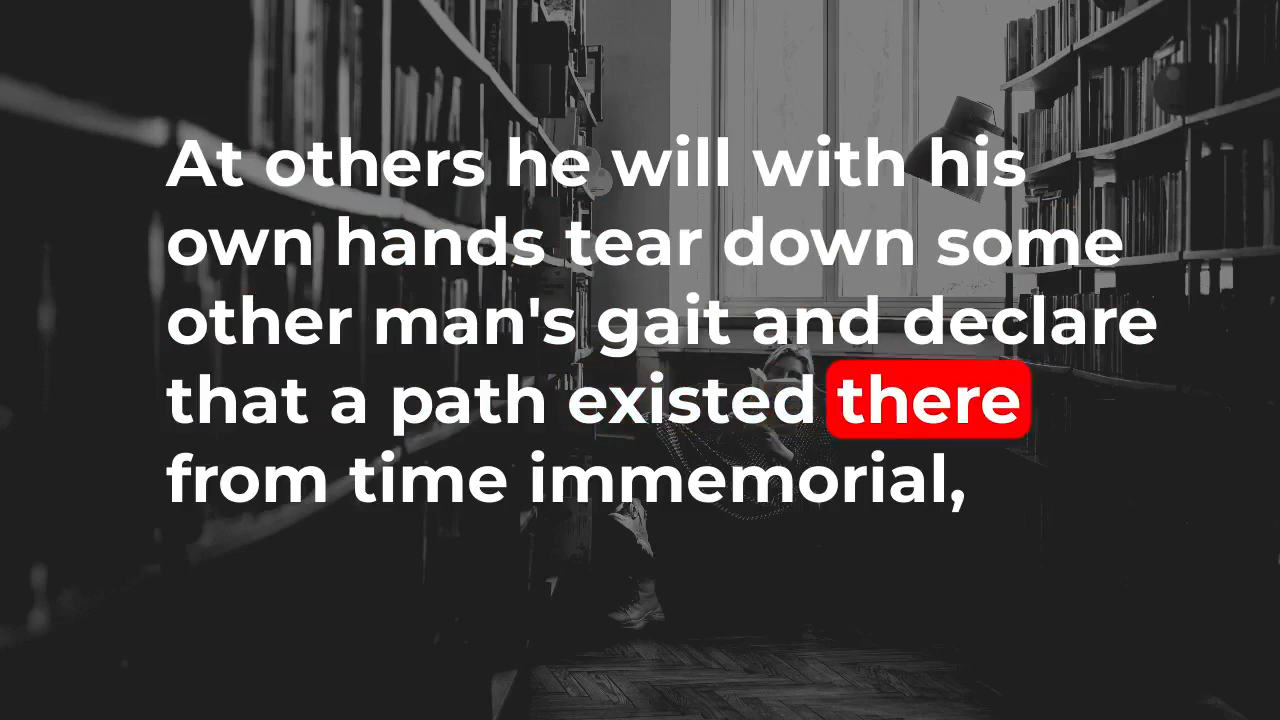 At others he will with his
own hands tear down some
other man's gait and declare
that a path existed there
from time immemorial,